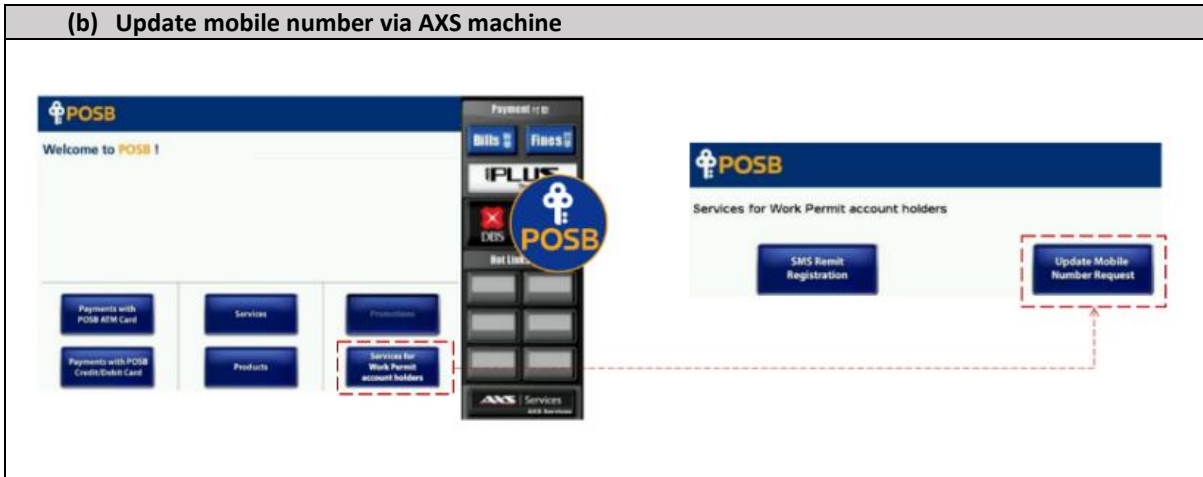 (b) Update mobile number via AXS machine
POSB
Welcome to POSB !
Payments with
POSB ATM Card
Services
Promotions
Payments with POSB
Credit/Debit Card
Products
Services for
Work Permit
account holders
Payment
Bills
Fines
DBS
POSB
Hot Links
AXS Services
AXS Services
POSB
Services for Work Permit account holders
SMS Remit
Registration
Update Mobile
Number Request